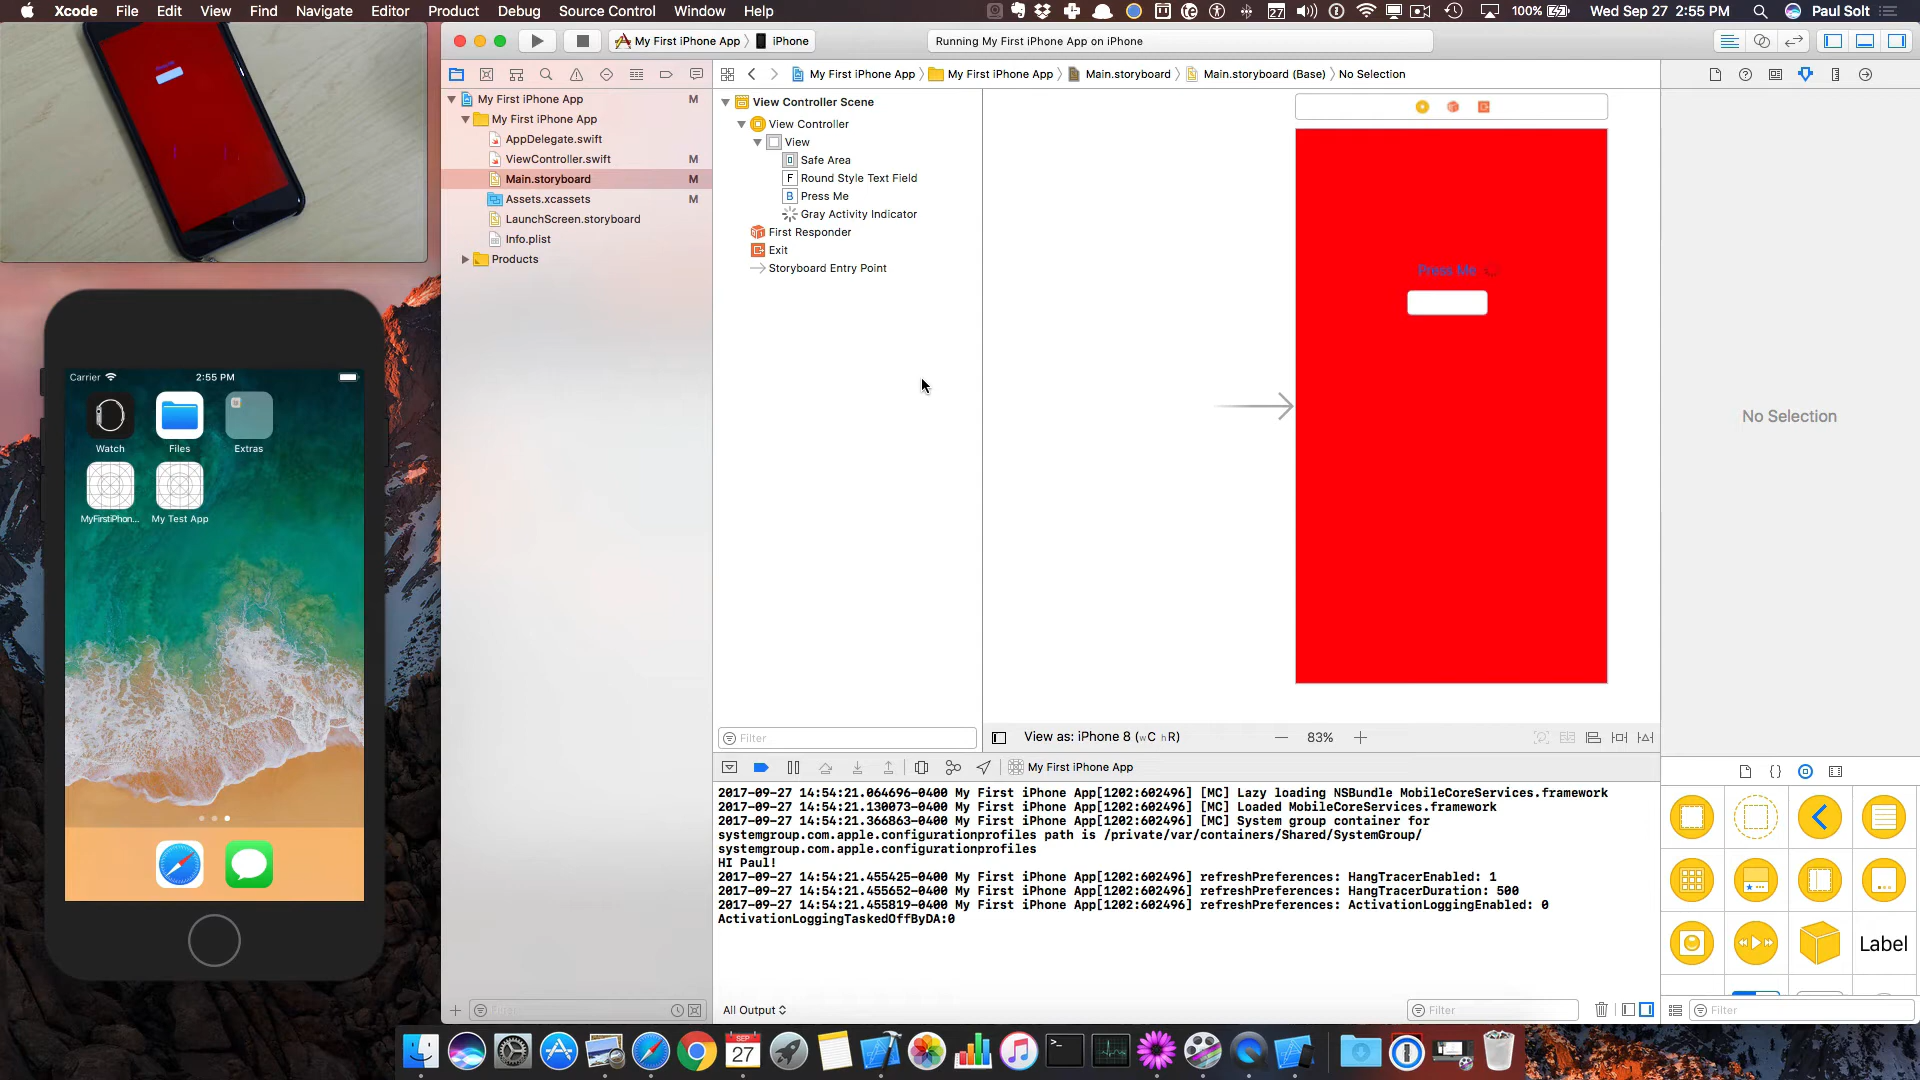 Xcode File Edit View Find Navigate Editor Product Debug Source Control Window Help
27
100%
Wed Sep 27 2:55 PM
Paul Solt
My First iPhone App
iPhone
Running My First iPhone App on iPhone
My First iPhone App
My First iPhone App
Main.storyboard
Main.storyboard (Base)
No Selection
My First iPhone App M
My First iPhone App
AppDelegate.swift
ViewController.swift M
Main.storyboard M
Assets.xcassets M
LaunchScreen.storyboard
Info.plist
Products
View Controller Scene
View Controller
View
Safe Area
F Round Style Text Field
B Press Me
Gray Activity Indicator
First Responder
Exit
Storyboard Entry Point
Press Me
No Selection
Carrier
2:55 PM
Watch
Files
Extras
MyFirstiPhon...
My Test App
Filter
View as: iPhone 8 (wC hR)
83%
My First iPhone App
2017-09-27 14:54:21.064696-0400 My First iPhone App[1202:602496] [MC] Lazy loading NSBundle MobileCoreServices.framework
2017-09-27 14:54:21.130073-0400 My First iPhone App[1202:602496] [MC] Loaded MobileCoreServices.framework
2017-09-27 14:54:21.366863-0400 My First iPhone App[1202:602496] [MC] System group container for
systemgroup.com.apple.configurationprofiles path is /private/var/containers/Shared/SystemGroup/
systemgroup.com.apple.configurationprofiles
HI Paul!
2017-09-27 14:54:21.455425-0400 My First iPhone App[1202:602496] refreshPreferences: HangTracerEnabled: 1
2017-09-27 14:54:21.455652-0400 My First iPhone App[1202:602496] refreshPreferences: HangTracerDuration: 500
2017-09-27 14:54:21.455819-0400 My First iPhone App[1202:602496] refreshPreferences: ActivationLoggingEnabled: 0
ActivationLoggingTaskedOffByDA:0
Label
Filter
All Output
Filter
Filter
SEP
27